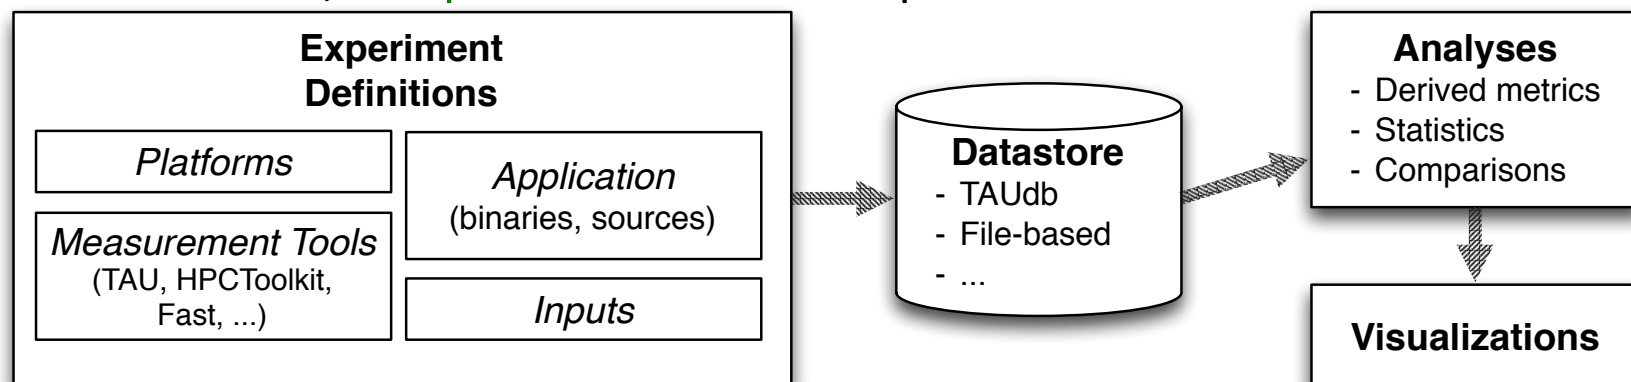 Experiment
Definitions
Platforms
Measurement Tools
(TAU, HPCToolkit,
Fast, ...)
Application
(binaries, sources)
Inputs
Datastore
- TAUdb
- File-based
- ...
Analyses
- Derived metrics
- Statistics
- Comparisons
Visualizations